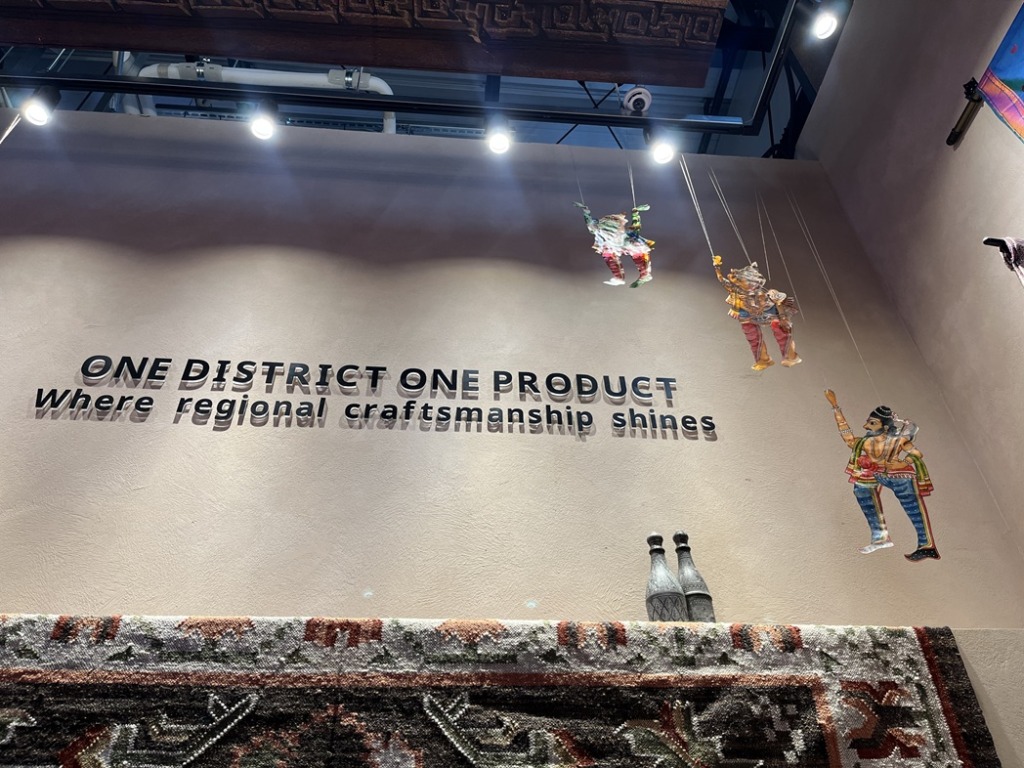 ONE DISTRICT ONE PRODUCT
Where regional craftsmanship shines